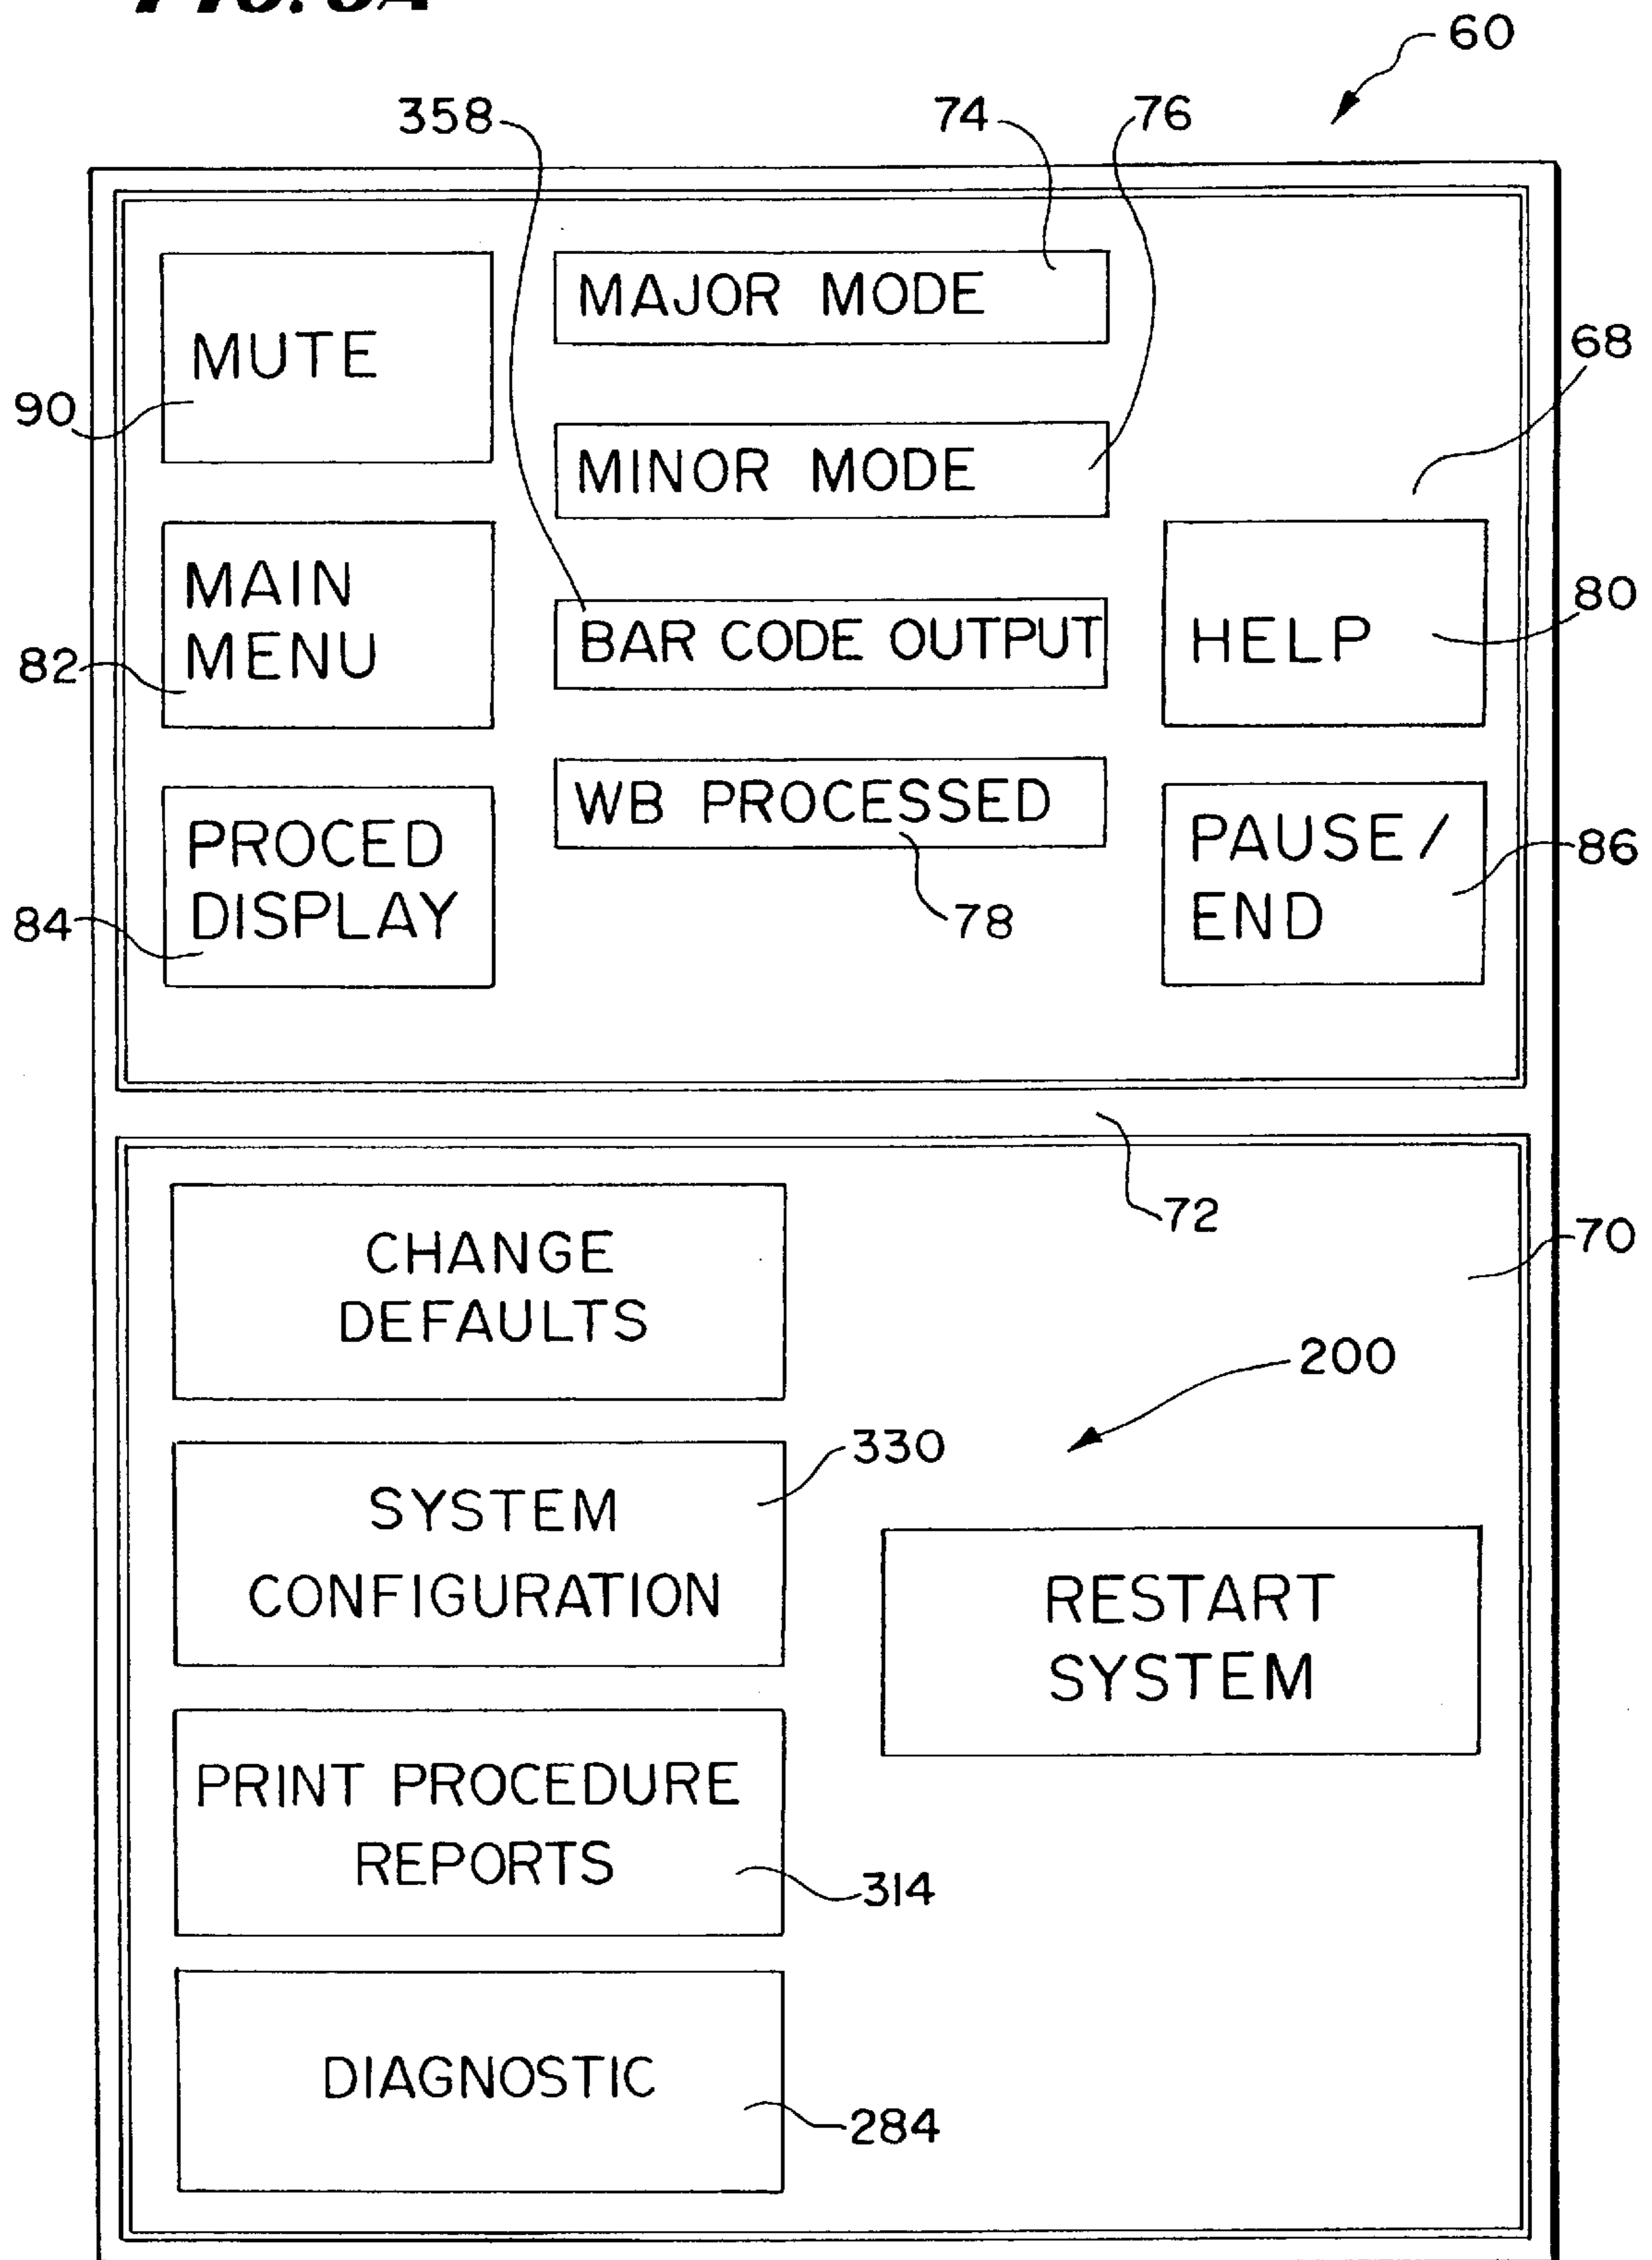 60
358
74
76
MAJOR MODE
MUTE
68
90
MINOR MODE
MAIN
MENU
BAR CODE OUTPUT
HELP
80
82
WB PROCESSED
PROCED
DISPLAY
PAUSE/
END
86
84
78
72
70
CHANGE
DEFAULTS
200
330
SYSTEM
CONFIGURATION
RESTART
SYSTEM
PRINT PROCEDURE
REPORTS
314
DIAGNOSTIC
284